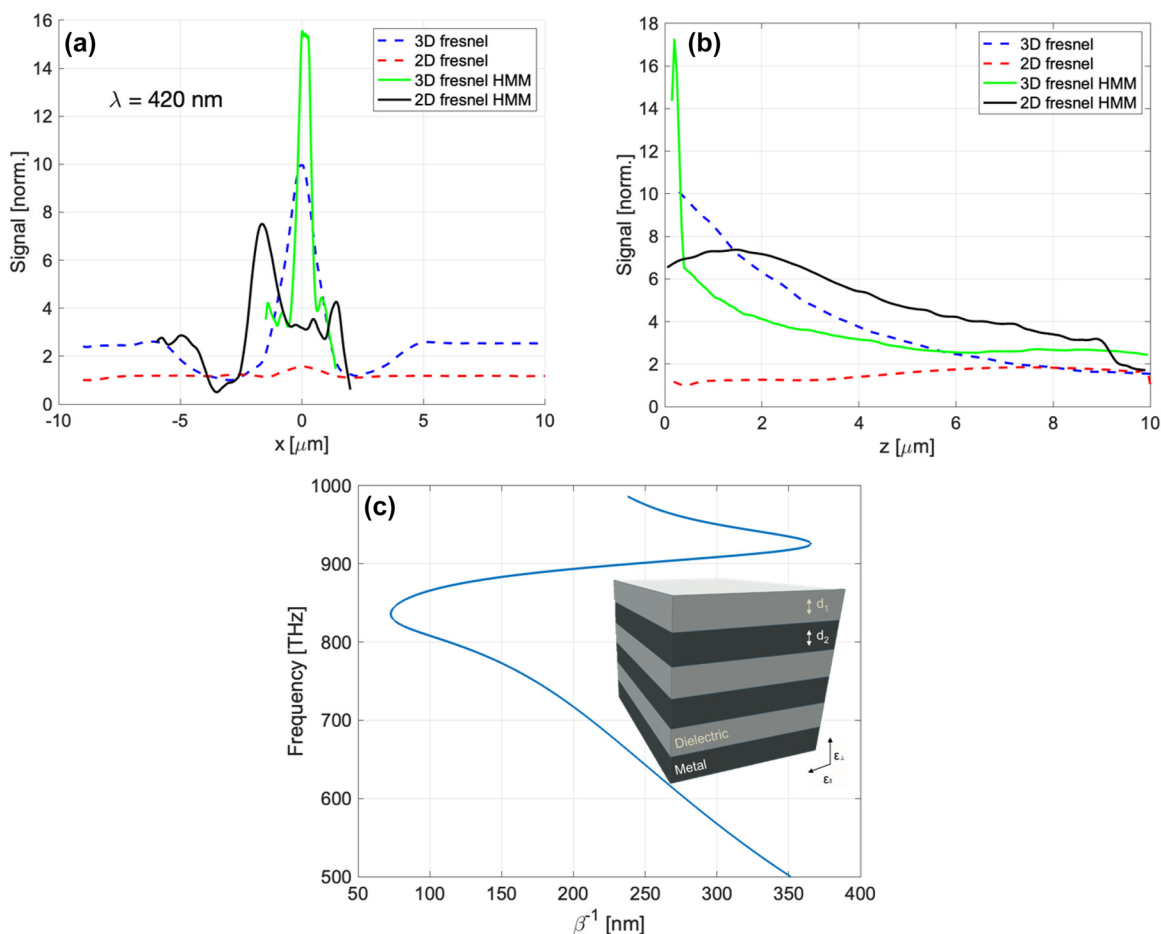 (a)
16
14
12
10
8
6
4
2
0
Signal [norm.]
λ = 420 nm
3D fresnel
2D fresnel
3D fresnel HMM
2D fresnel HMM
-10 -5 0 5 10
x [μm]
(b)
18
16
14
12
10
8
6
4
2
0
Signal [norm.]
3D fresnel
2D fresnel
3D fresnel HMM
2D fresnel HMM
0 2 4 6 8 10
z [μm]
(c)
1000
900
800
700
600
500
Frequency [THz]
d1
d2
Dielectric
Metal
ε⊥
ε∥
50 100 150 200 250 300 350 400
β-1 [nm]